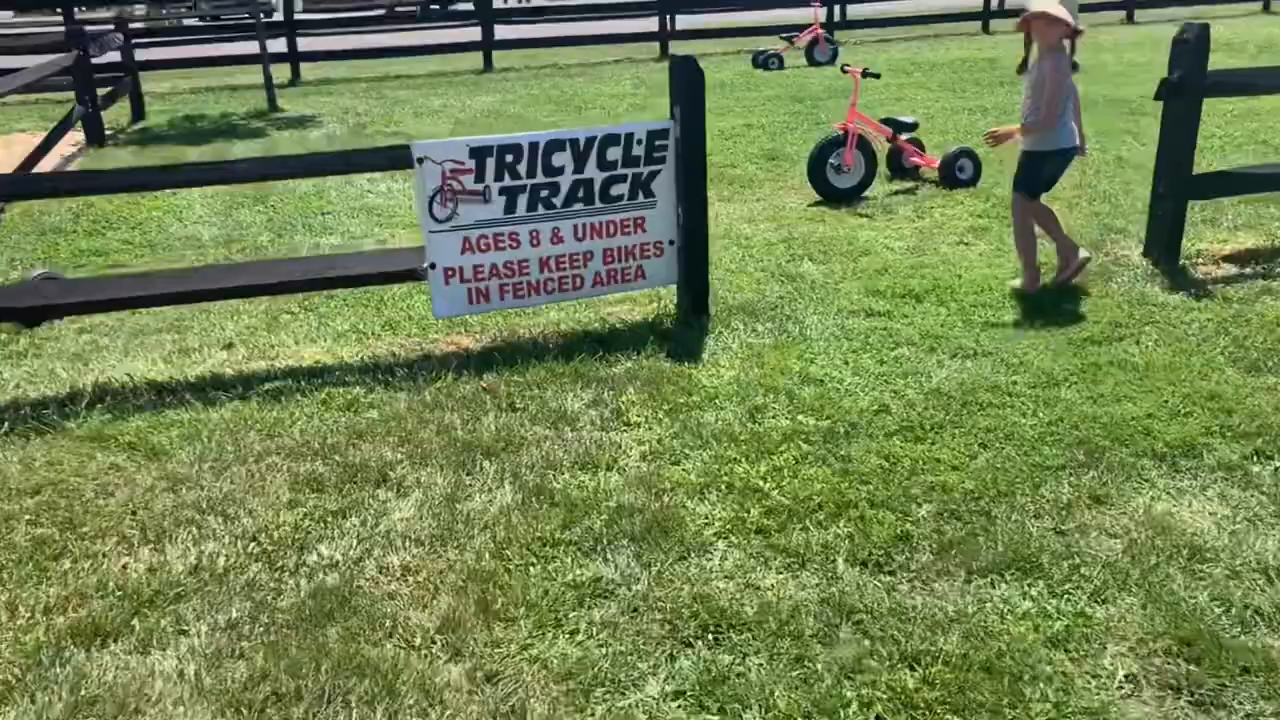 TRICYCLE
TRACK
AGES 8 & UNDER
PLEASE KEEP BIKES
IN FENCED AREA